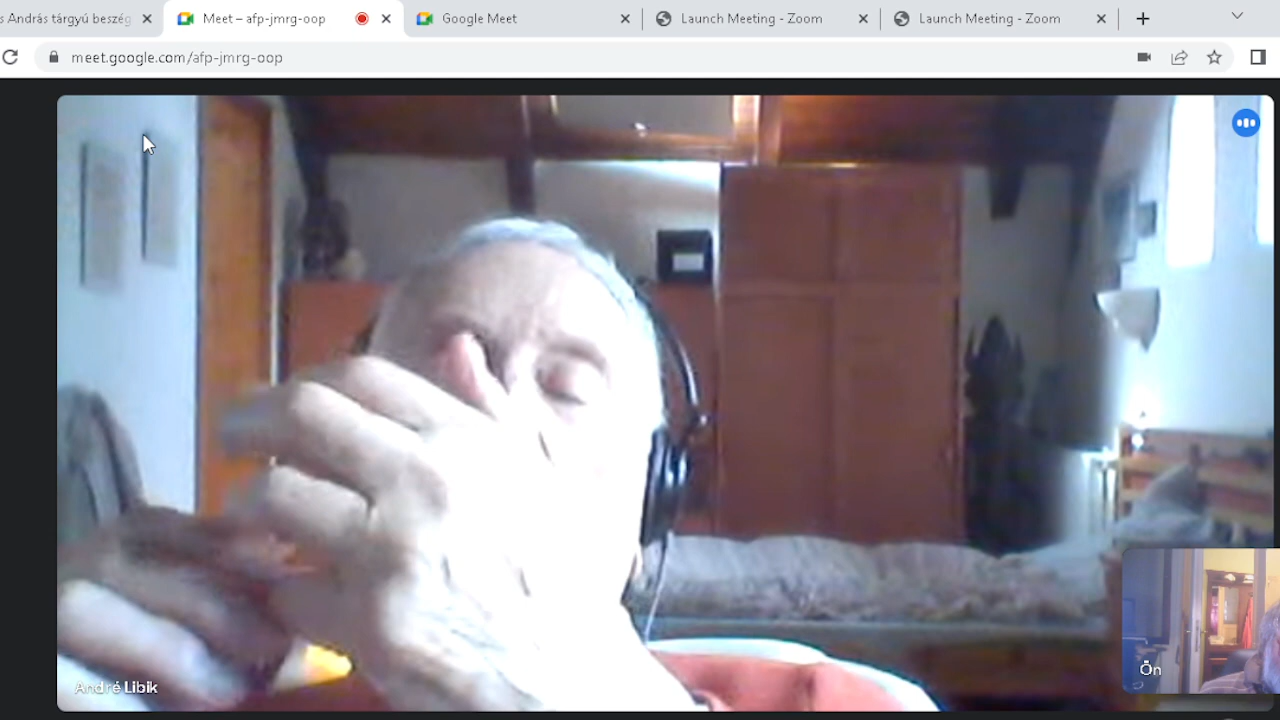 s András tárgyú beszég
Meet – afp-jmrg-oop
Google Meet
Launch Meeting - Zoom
Launch Meeting - Zoom
meet.google.com/afp-jmrg-oop
André Libik
Ön